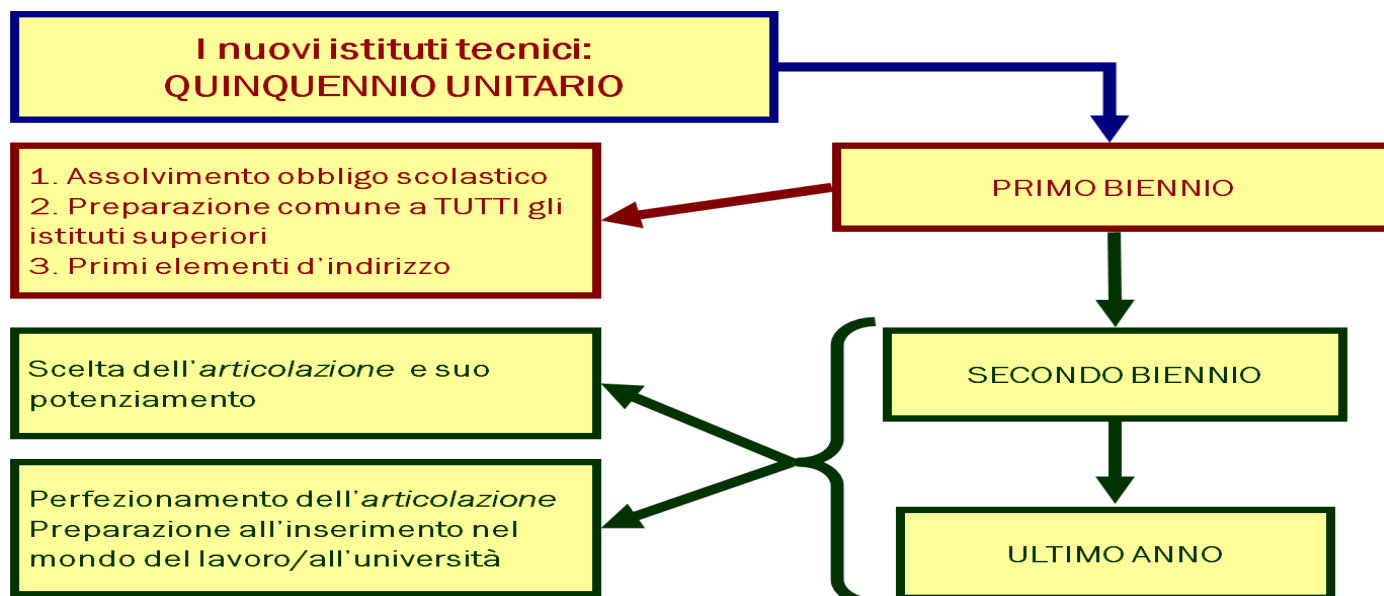 I nuovi istituti tecnici:
QUINQUENNIO UNITARIO
1. Assolvimento obbligo scolastico
2. Preparazione comune a TUTTI gli
istituti superiori
3. Primi elementi d'indirizzo
PRIMO BIENNIO
Scelta dell'articolazione e suo
potenziamento
SECONDO BIENNIO
Perfezionamento dell'articolazione
Preparazione all'inserimento nel
mondo del lavoro/all'università
ULTIMO ANNO